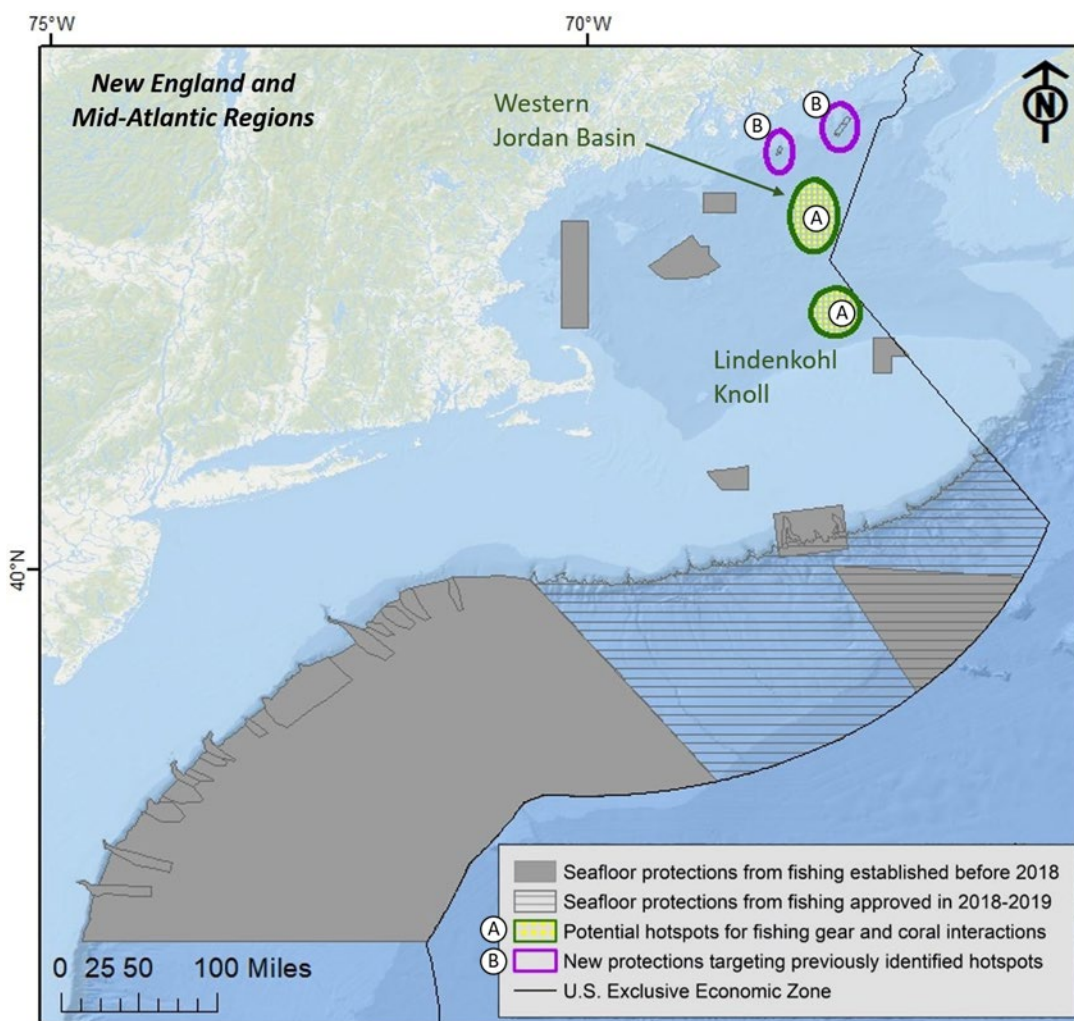 75°W
70°W
New England and
Mid-Atlantic Regions
N
Western
Jordan Basin
B
B
A
A
Lindenkohl
Knoll
40°N
Seafloor protections from fishing established before 2018
Seafloor protections from fishing approved in 2018-2019
A Potential hotspots for fishing gear and coral interactions
B New protections targeting previously identified hotspots
U.S. Exclusive Economic Zone
0 25 50 100 Miles